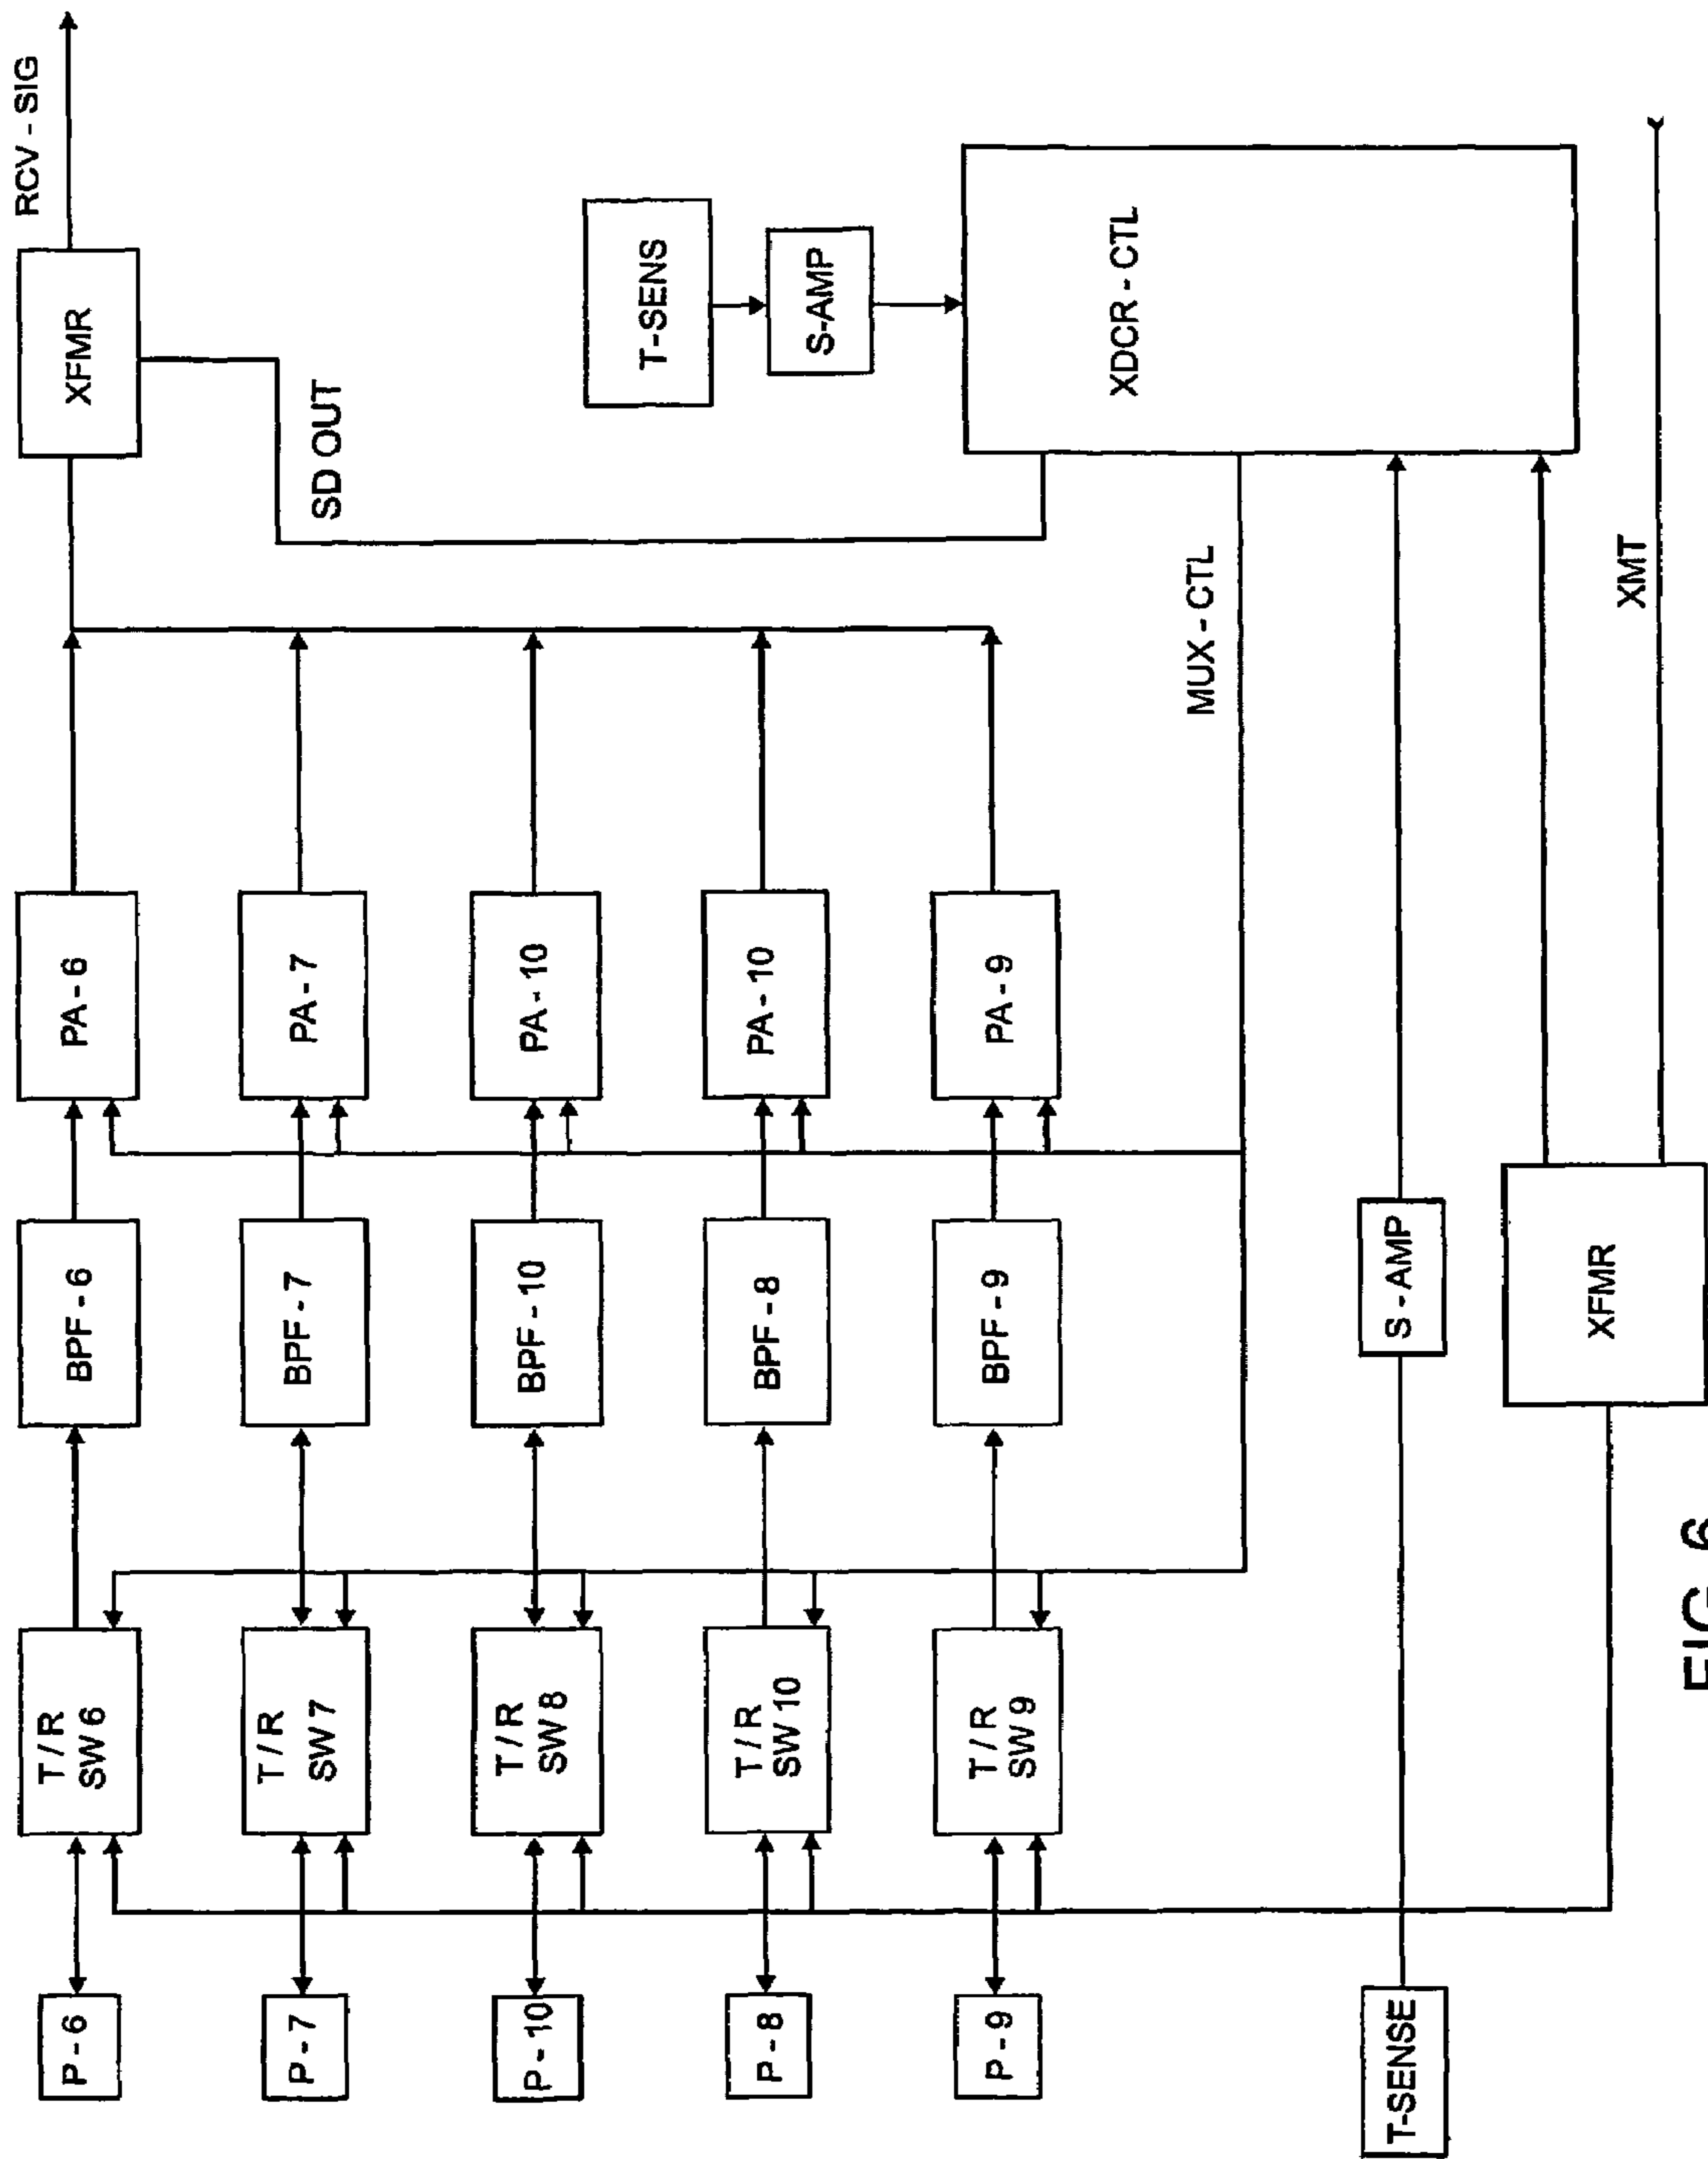 RCV - SIG
XFMR
SD OUT
T-SENS
S-AMP
XDCR - CTL
MUX - CTL
XMT
PA - 6
PA - 7
PA - 10
PA - 10
PA - 9
BPF - 6
BPF - 7
BPF - 10
BPF - 8
BPF - 9
S - AMP
XFMR
T / R
SW 6
T / R
SW 7
T / R
SW 8
T / R
SW 10
T / R
SW 9
P - 6
P - 7
P - 10
P - 8
P - 9
T-SENSE
FIG. 6